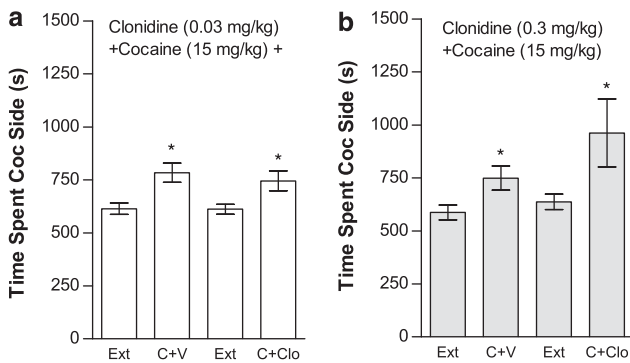 a
Clonidine (0.03 mg/kg)
+Cocaine (15 mg/kg) +
Time Spent Coc Side (s)
1500
1250
1000
750
500
250
0
*
*
Ext C+V Ext C+Clo
b
Clonidine (0.3 mg/kg)
+Cocaine (15 mg/kg)
Time Spent Coc Side (s)
1500
1250
1000
750
500
250
0
*
*
Ext C+V Ext C+Clo